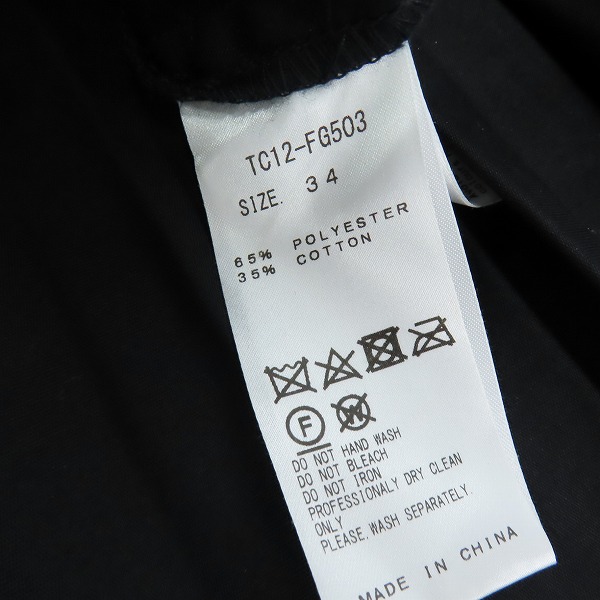 TC12-FG503
SIZE. 34
65% POLYESTER
35% COTTON
F W
DO NOT HAND WASH
DO NOT BLEACH
DO NOT IRON
PROFESSIONALY DRY CLEAN
ONLY
PLEASE.WASH SEPARATELY.
MADE IN CHINA